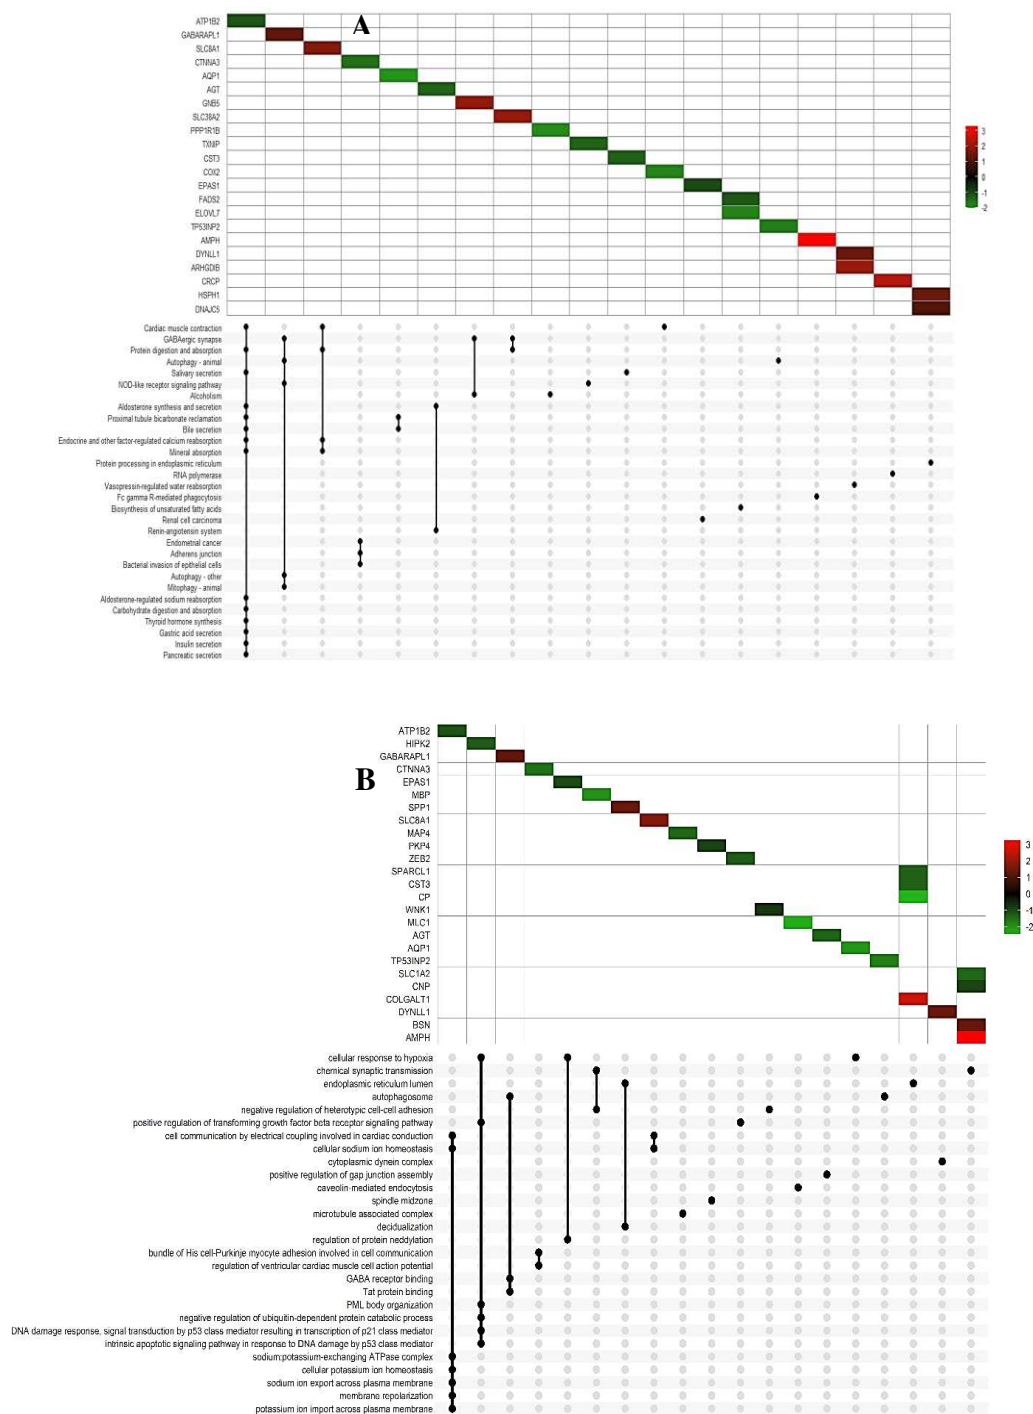 A
ATP1B2
GABARAPL1
SLC8A1
CTNNA3
AQP1
AGT
GNB5
SLC38A2
PPP1R1B
TXNIP
CST3
COX2
EPAS1
FADS2
ELOVL7
TP53INP2
AMPH
DYNLL1
ARHGDIB
CRCP
HSPH1
DNAJC5
3
2
1
0
-1
-2
Cardiac muscle contraction
GABAergic synapse
Protein digestion and absorption
Autophagy - animal
Salivary secretion
NOD-like receptor signaling pathway
Alcoholism
Aldosterone synthesis and secretion
Proximal tubule bicarbonate reclamation
Bile secretion
Endocrine and other factor-regulated calcium reabsorption
Mineral absorption
Protein processing in endoplasmic reticulum
RNA polymerase
Vasopressin-regulated water reabsorption
Fc gamma R-mediated phagocytosis
Biosynthesis of unsaturated fatty acids
Renal cell carcinoma
Renin-angiotensin system
Endometrial cancer
Adherens junction
Bacterial invasion of epithelial cells
Autophagy - other
Mitophagy - animal
Aldosterone-regulated sodium reabsorption
Carbohydrate digestion and absorption
Thyroid hormone synthesis
Gastric acid secretion
Insulin secretion
Pancreatic secretion
B
ATP1B2
HIPK2
GABARAPL1
CTNNA3
EPAS1
MBP
SPP1
SLC8A1
MAP4
PKP4
ZEB2
SPARCL1
CST3
CP
WNK1
MLC1
AGT
AQP1
TP53INP2
SLC1A2
CNP
COLGALT1
DYNLL1
BSN
AMPH
3
2
1
0
-1
-2
cellular response to hypoxia
chemical synaptic transmission
endoplasmic reticulum lumen
autophagosome
negative regulation of heterotypic cell-cell adhesion
positive regulation of transforming growth factor beta receptor signaling pathway
cell communication by electrical coupling involved in cardiac conduction
cellular sodium ion homeostasis
cytoplasmic dynein complex
positive regulation of gap junction assembly
caveolin-mediated endocytosis
spindle midzone
microtubule associated complex
decidualization
regulation of protein neddylation
bundle of His cell-Purkinje myocyte adhesion involved in cell communication
regulation of ventricular cardiac muscle cell action potential
GABA receptor binding
Tat protein binding
PML body organization
negative regulation of ubiquitin-dependent protein catabolic process
DNA damage response, signal transduction by p53 class mediator resulting in transcription of p21 class mediator
intrinsic apoptotic signaling pathway in response to DNA damage by p53 class mediator
sodium:potassium-exchanging ATPase complex
cellular potassium ion homeostasis
sodium ion export across plasma membrane
membrane repolarization
potassium ion import across plasma membrane